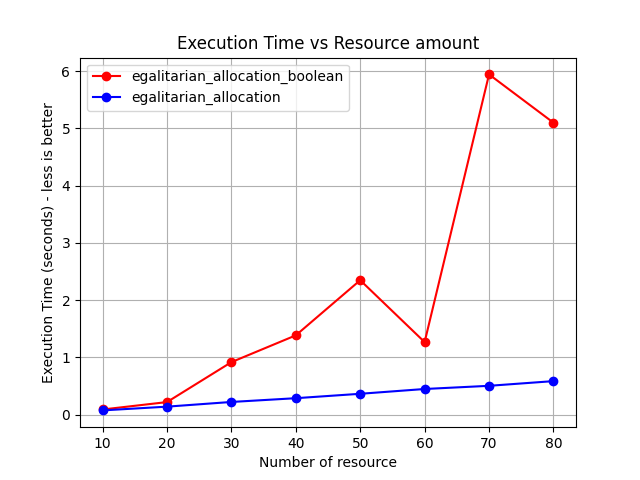 Execution Time vs Resource amount
egalitarian_allocation_boolean
egalitarian_allocation
Execution Time (seconds) - less is better
6
5
4
3
2
1
0
10 20 30 40 50 60 70 80
Number of resource